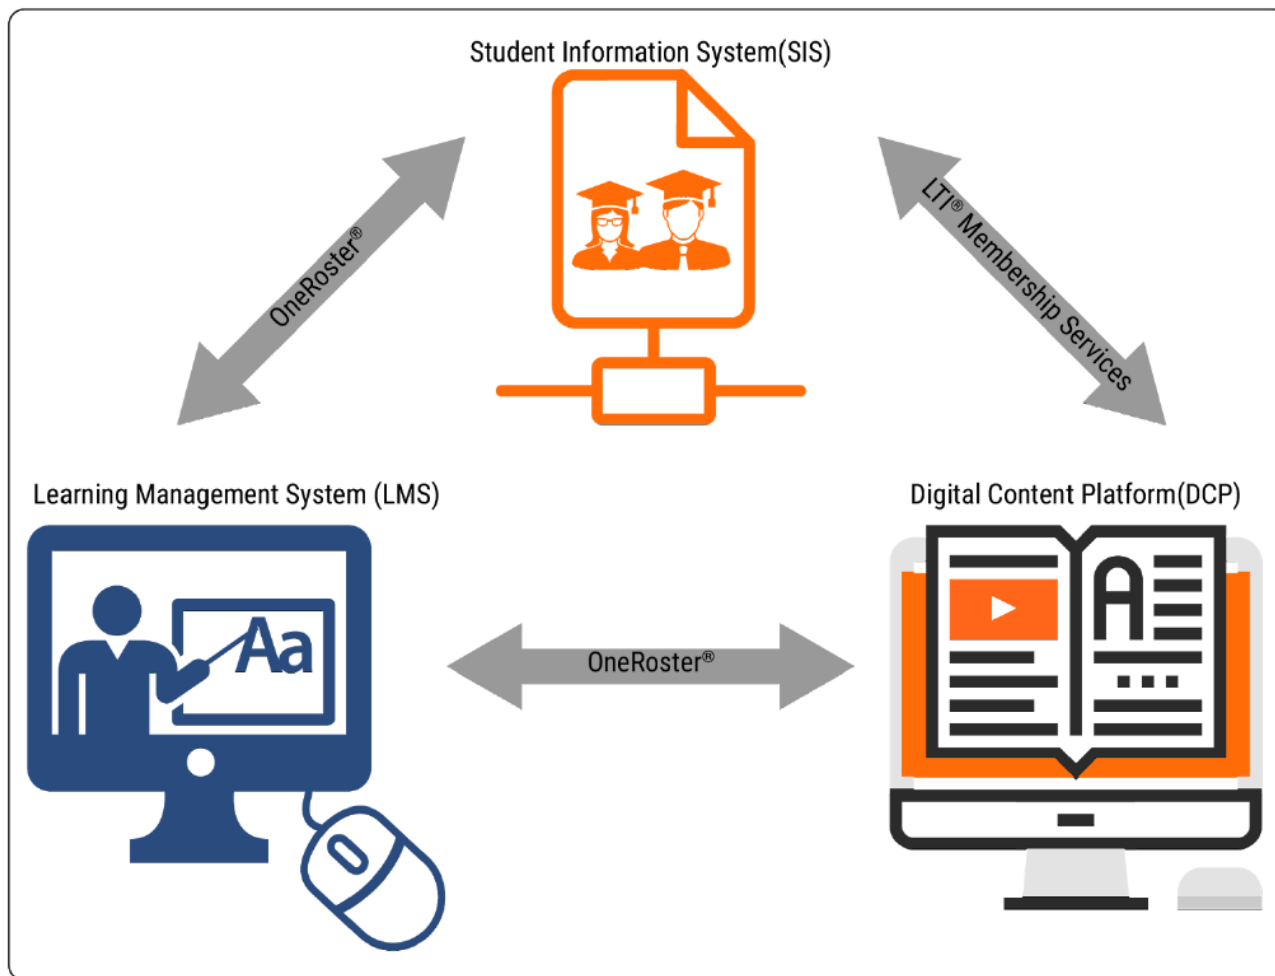 Student Information System(SIS)
OneRoster®
LTI® Membership Services
Learning Management System (LMS)
Digital Content Platform(DCP)
Aa
A
OneRoster®